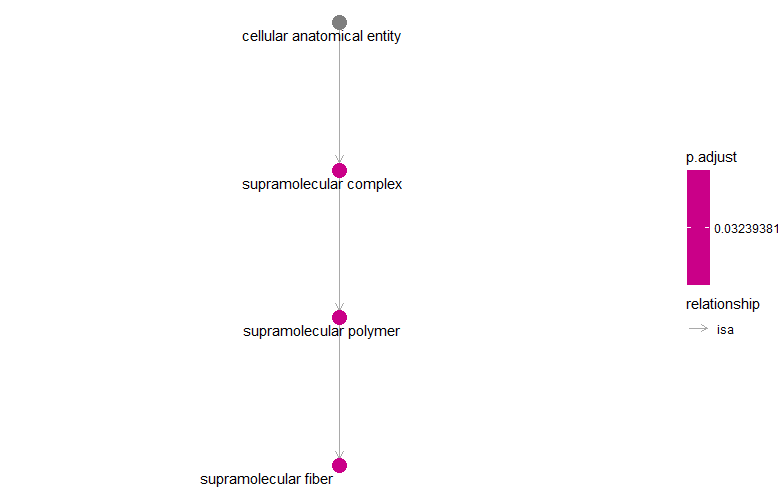 cellular anatomical entity
supramolecular complex
supramolecular polymer
supramolecular fiber
p.adjust
0.03239381
relationship
isa